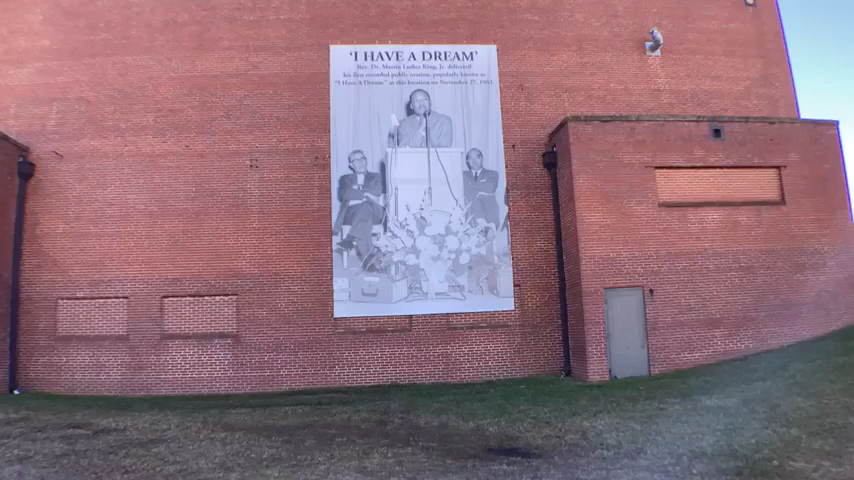 'I HAVE A DREAM'
Rev. Dr. Martin Luther King, Jr. delivered
his first recorded public oration, popularly known as
"I Have A Dream." at this location on November 27, 1962.